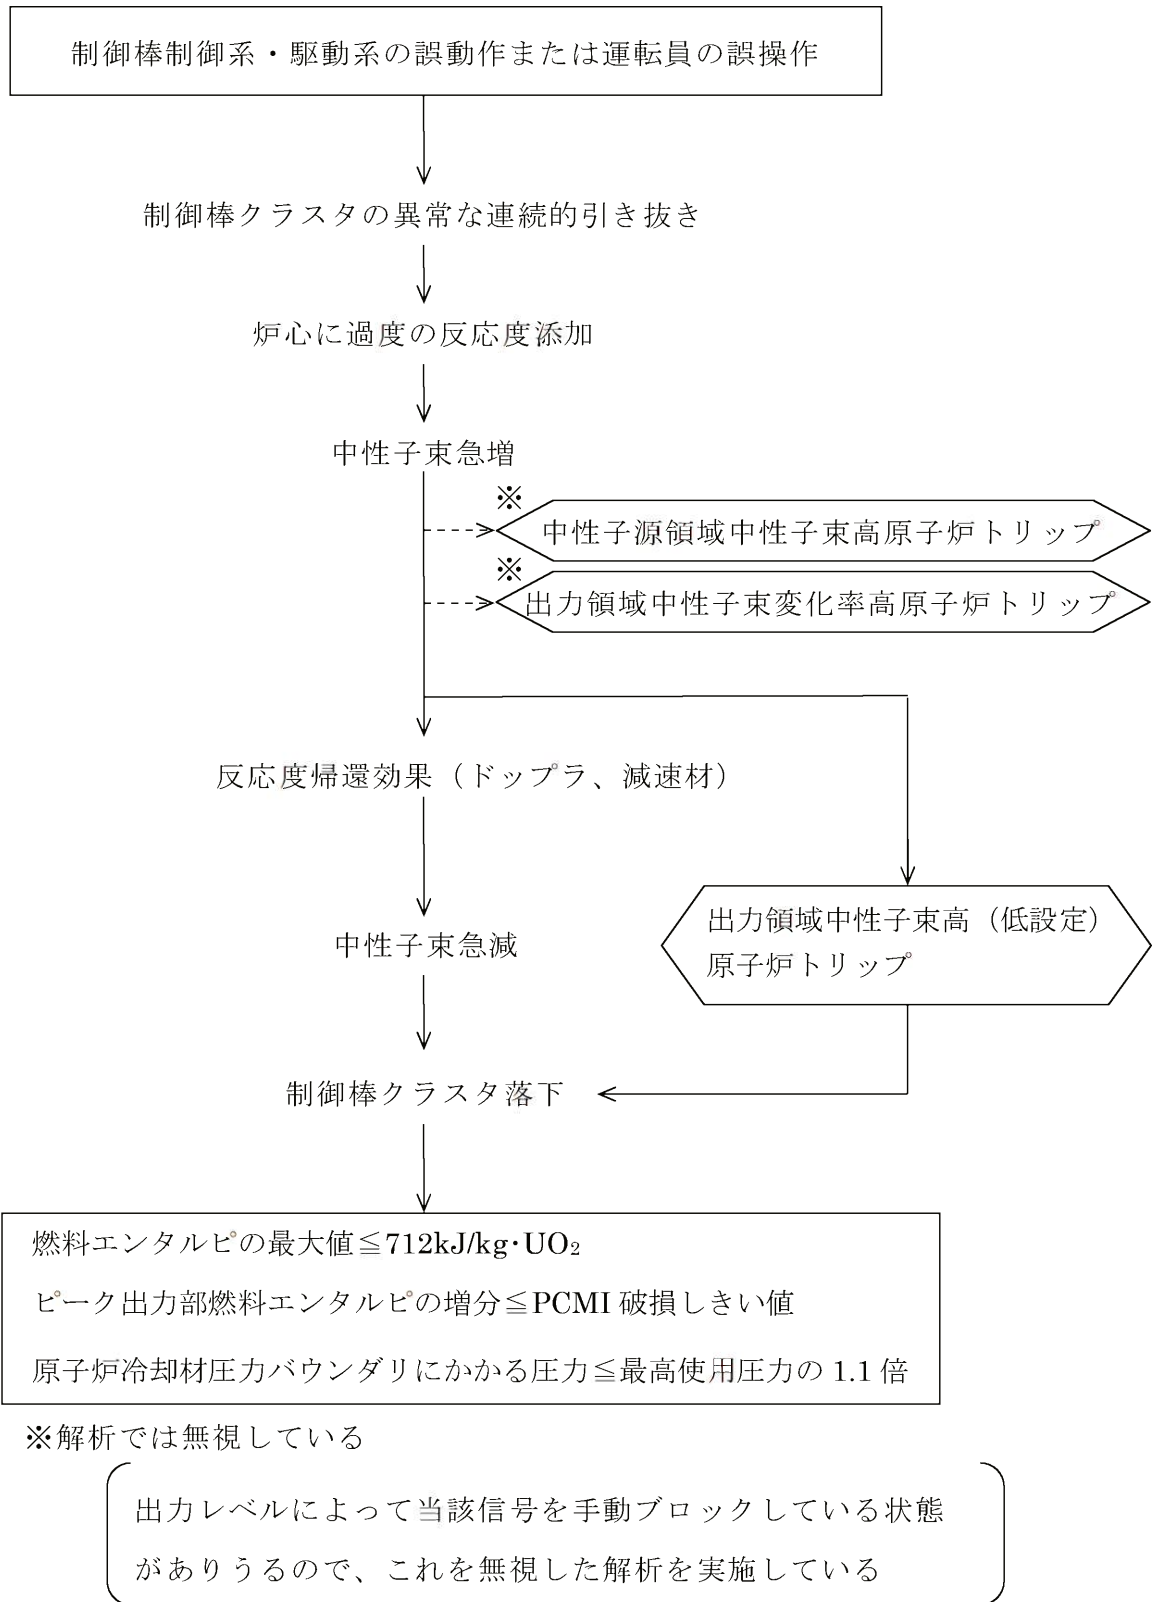 制御棒制御系・駆動系の誤動作または運転員の誤操作
制御棒クラスタの異常な連続的引き抜き
炉心に過度の反応度添加
中性子束急増
※
中性子源領域中性子束高原子炉トリップ
※
出力領域中性子束変化率高原子炉トリップ
反応度帰還効果（ドップラ、減速材）
出力領域中性子束高（低設定）
原子炉トリップ
中性子束急減
制御棒クラスタ落下
燃料エンタルピの最大値≦712kJ/kg・UO₂
ピーク出力部燃料エンタルピの増分≦PCMI 破損しきい値
原子炉冷却材圧力バウンダリにかかる圧力≦最高使用圧力の 1.1 倍
※解析では無視している
出力レベルによって当該信号を手動ブロックしている状態
がありうるので、これを無視した解析を実施している